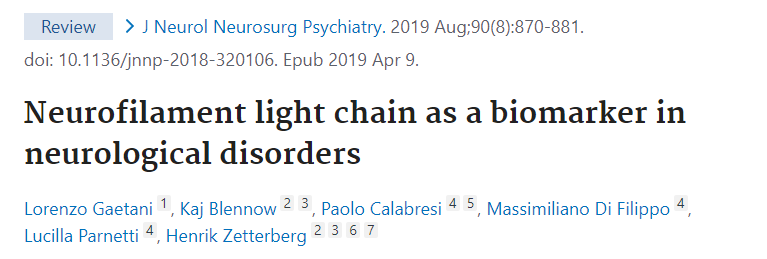 Review J Neurol Neurosurg Psychiatry. 2019 Aug;90(8):870-881.
doi: 10.1136/jnnp-2018-320106. Epub 2019 Apr 9.
Neurofilament light chain as a biomarker in
neurological disorders
Lorenzo Gaetani 1, Kaj Blennow 2 3, Paolo Calabresi 4 5, Massimiliano Di Filippo 4,
Lucilla Parnetti 4, Henrik Zetterberg 2 3 6 7